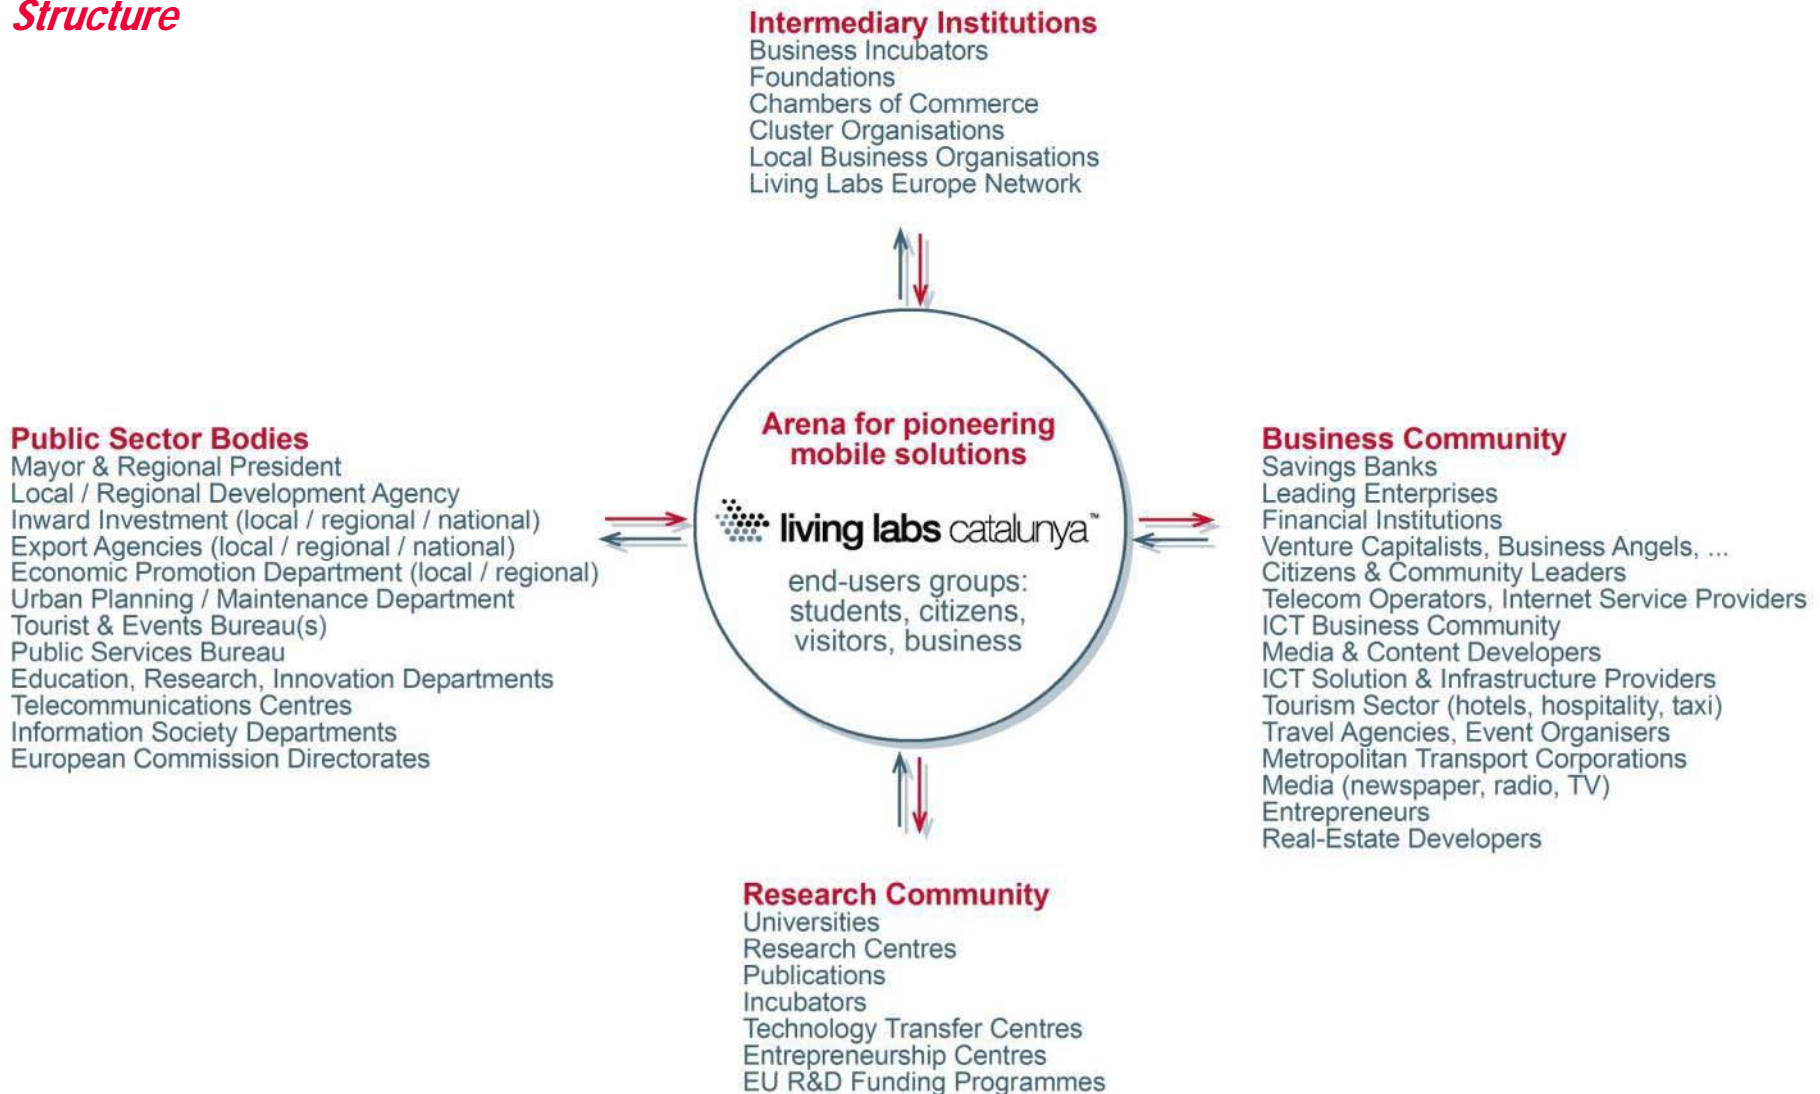 Structure
Intermediary Institutions
Business Incubators
Foundations
Chambers of Commerce
Cluster Organisations
Local Business Organisations
Living Labs Europe Network
Public Sector Bodies
Mayor & Regional President
Local / Regional Development Agency
Inward Investment (local / regional / national)
Export Agencies (local / regional / national)
Economic Promotion Department (local / regional)
Urban Planning / Maintenance Department
Tourist & Events Bureau(s)
Public Services Bureau
Education, Research, Innovation Departments
Telecommunications Centres
Information Society Departments
European Commission Directorates
Arena for pioneering
mobile solutions
living labs catalunya™
end-users groups:
students, citizens,
visitors, business
Business Community
Savings Banks
Leading Enterprises
Financial Institutions
Venture Capitalists, Business Angels, ...
Citizens & Community Leaders
Telecom Operators, Internet Service Providers
ICT Business Community
Media & Content Developers
ICT Solution & Infrastructure Providers
Tourism Sector (hotels, hospitality, taxi)
Travel Agencies, Event Organisers
Metropolitan Transport Corporations
Media (newspaper, radio, TV)
Entrepreneurs
Real-Estate Developers
Research Community
Universities
Research Centres
Publications
Incubators
Technology Transfer Centres
Entrepreneurship Centres
EU R&D Funding Programmes